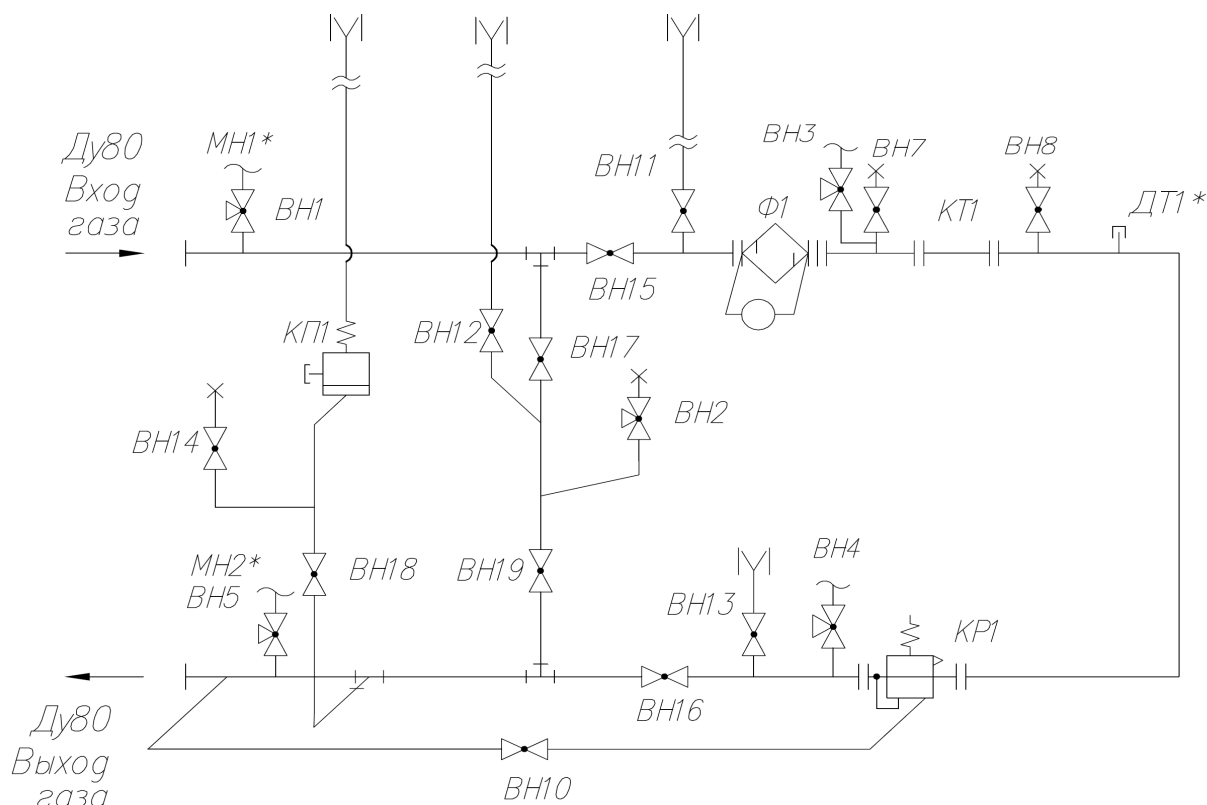 Ду80
Вход
газа
МН1*
ВН1
ВН11
ВН3
ВН7
ВН8
Ф1
КТ1
ДТ1*
ВН15
КП1
ВН12
ВН17
ВН14
ВН2
МН2*
ВН5
ВН18
ВН19
ВН13
ВН4
КР1
ВН16
Ду80
Выход
газа
ВН10